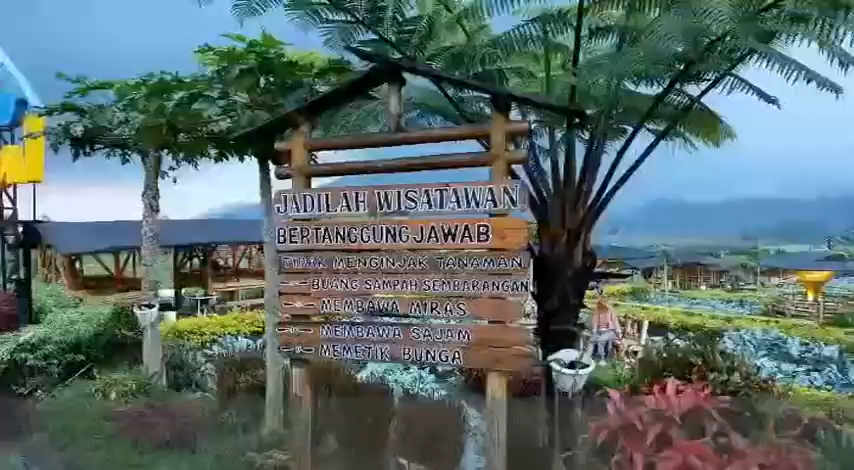 JADILAH WISATAWAN
BERTANGGUNG JAWAB
TIDAK MENGINJAK TANAMAN
BUANG SAMPAH SEMBARANGAN
MEMBAWA MIRAS
MEMBAWA SAJAM
MEMETIK BUNGA